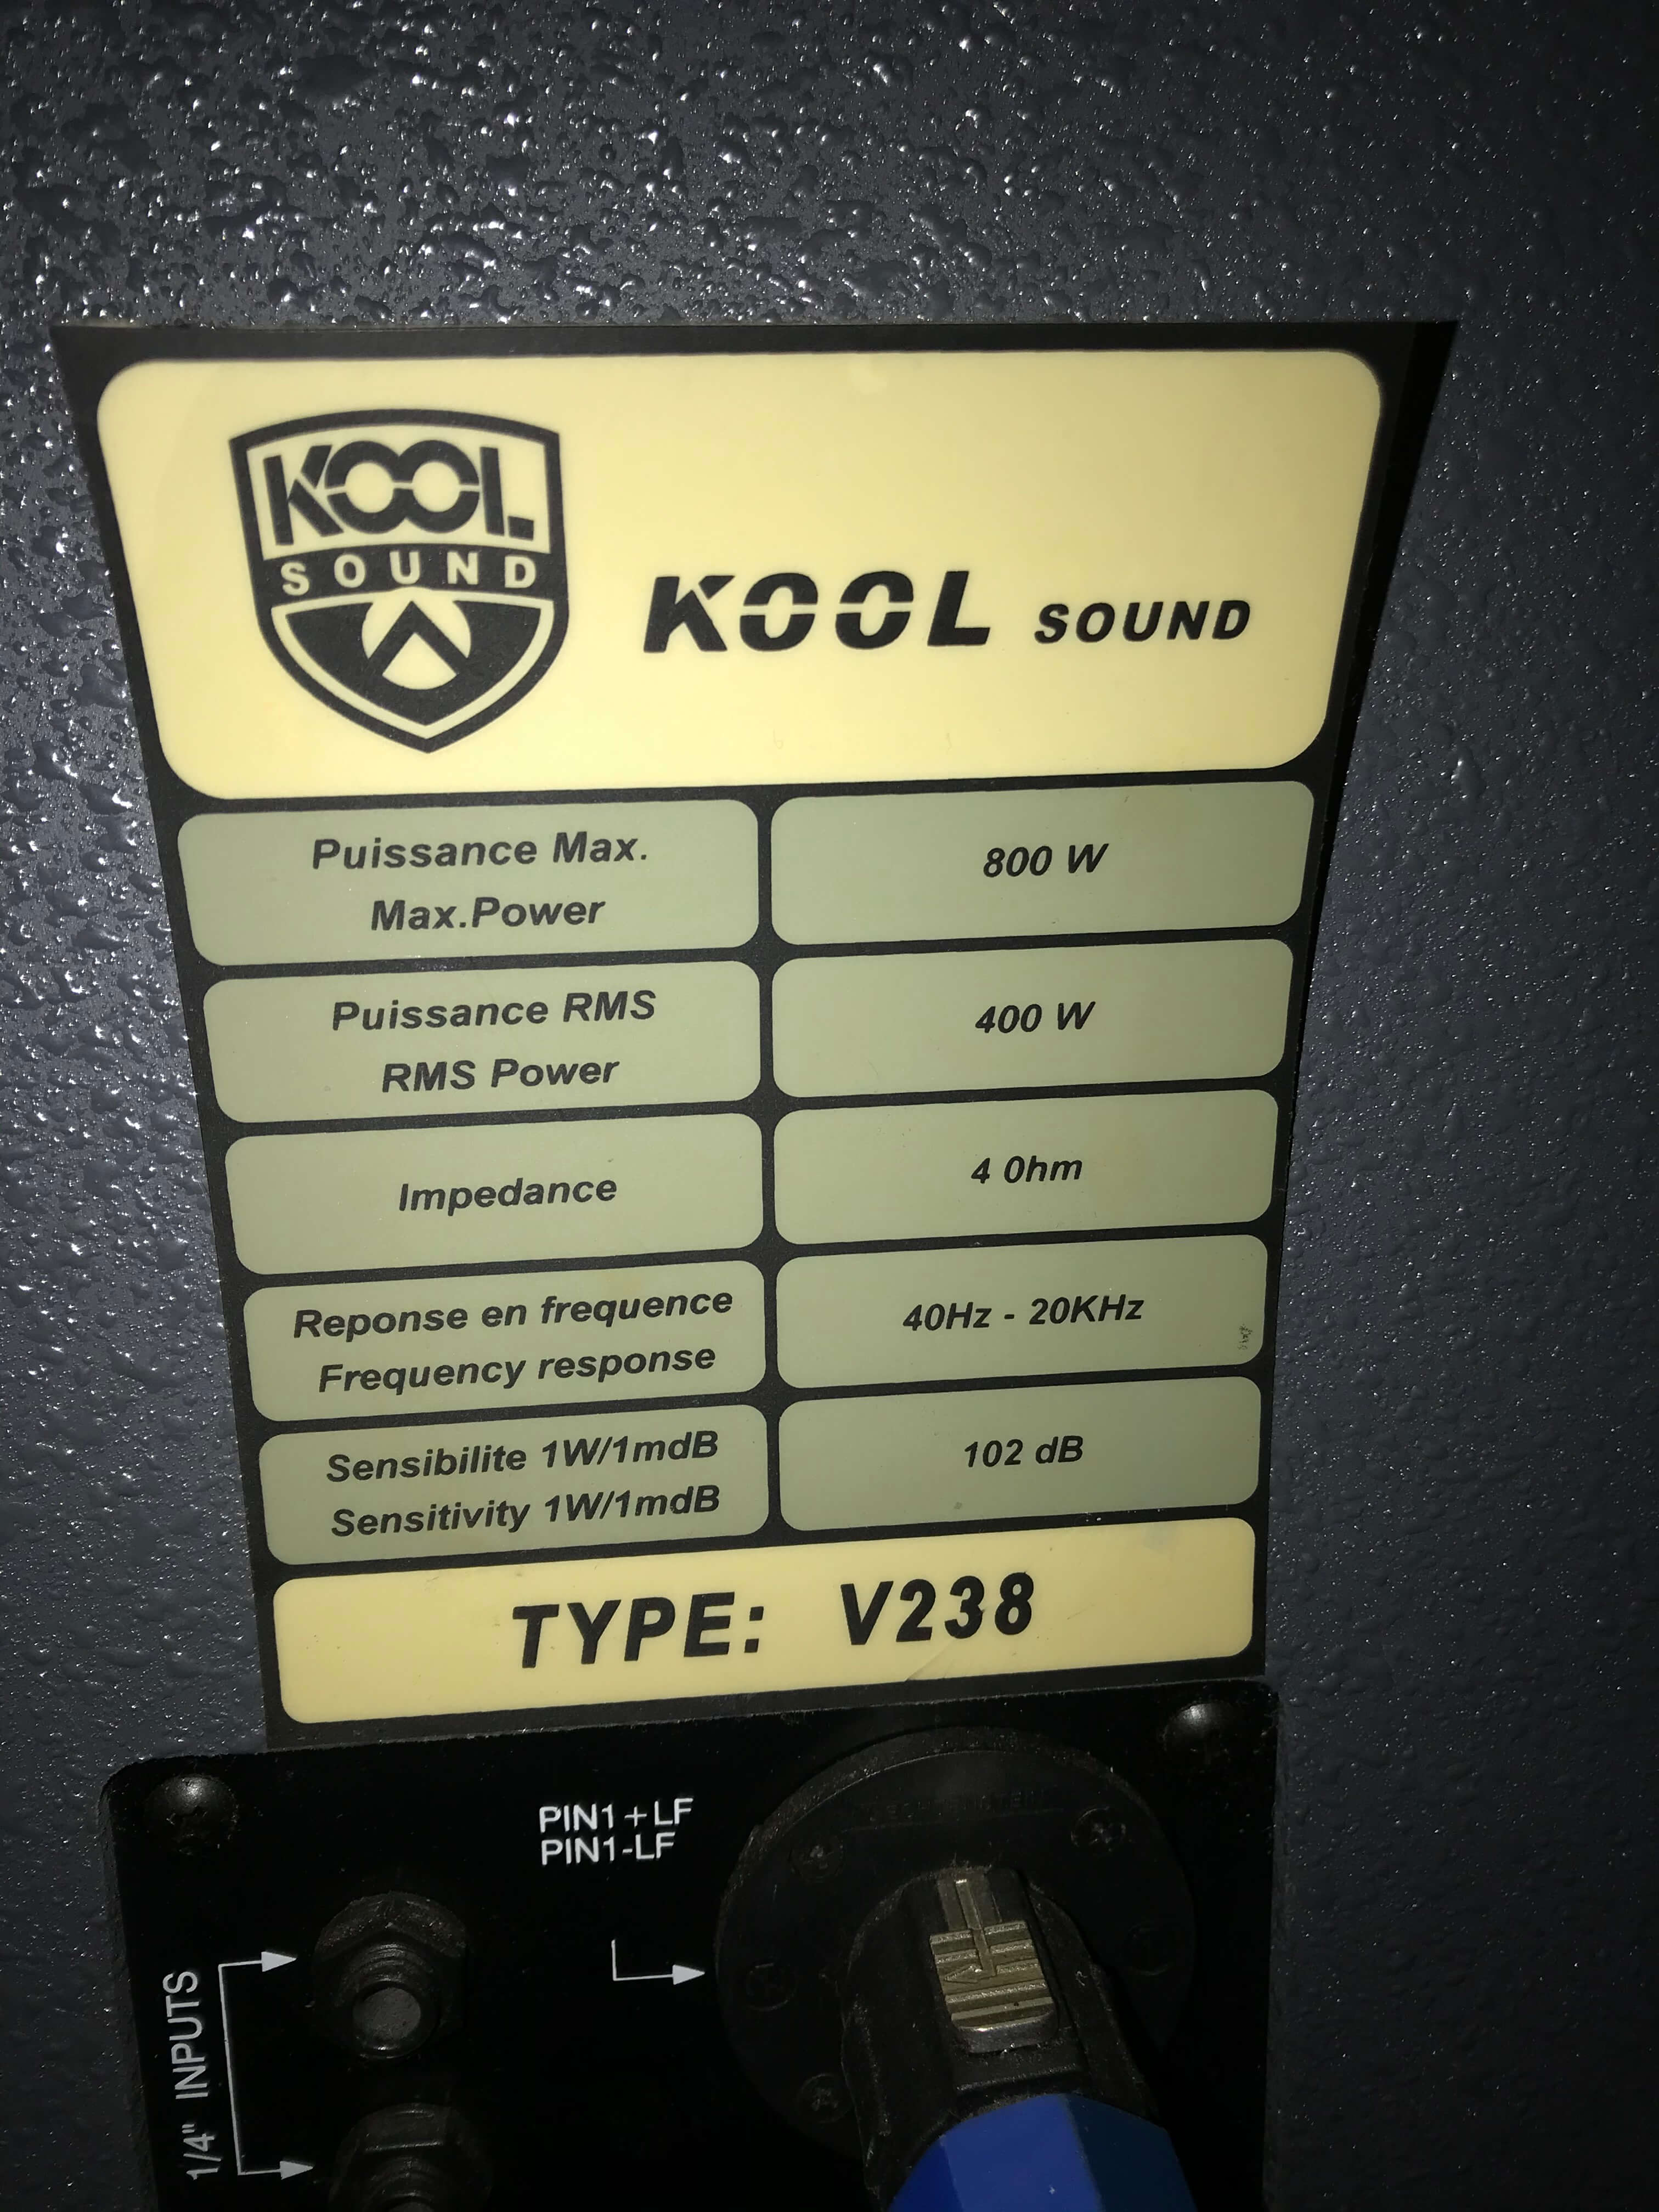 KOOL
SOUND
KOOL SOUND
Puissance Max.
Max.Power
800 W
Puissance RMS
RMS Power
400 W
Impedance
4 Ohm
Reponse en frequence
Frequency response
40Hz - 20KHz
Sensibilite 1W/1mdB
Sensitivity 1W/1mdB
102 dB
TYPE: V238
PIN1+LF
PIN1-LF
1/4" INPUTS